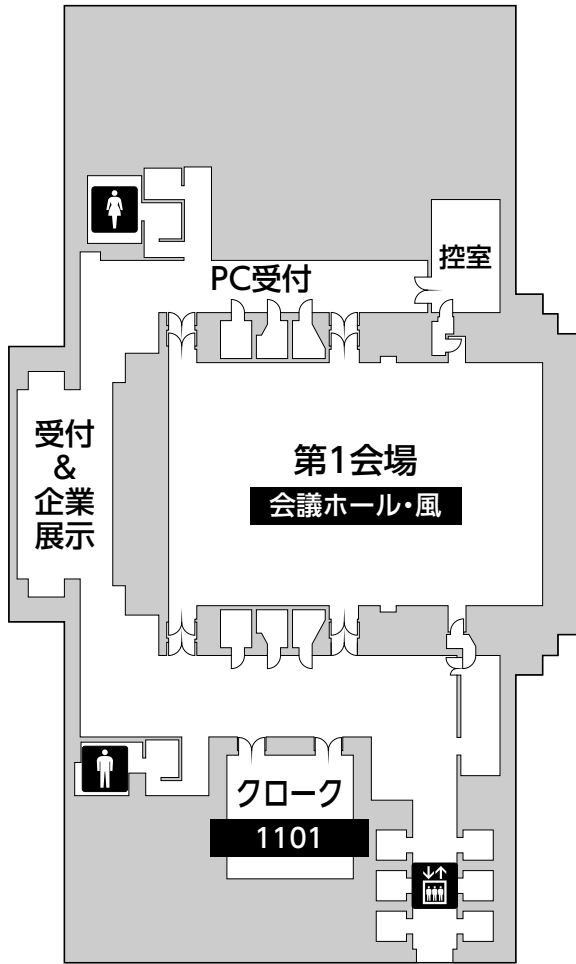 控室
PC受付
受付
&
企業
展示
第1会場
会議ホール・風
クローク
1101